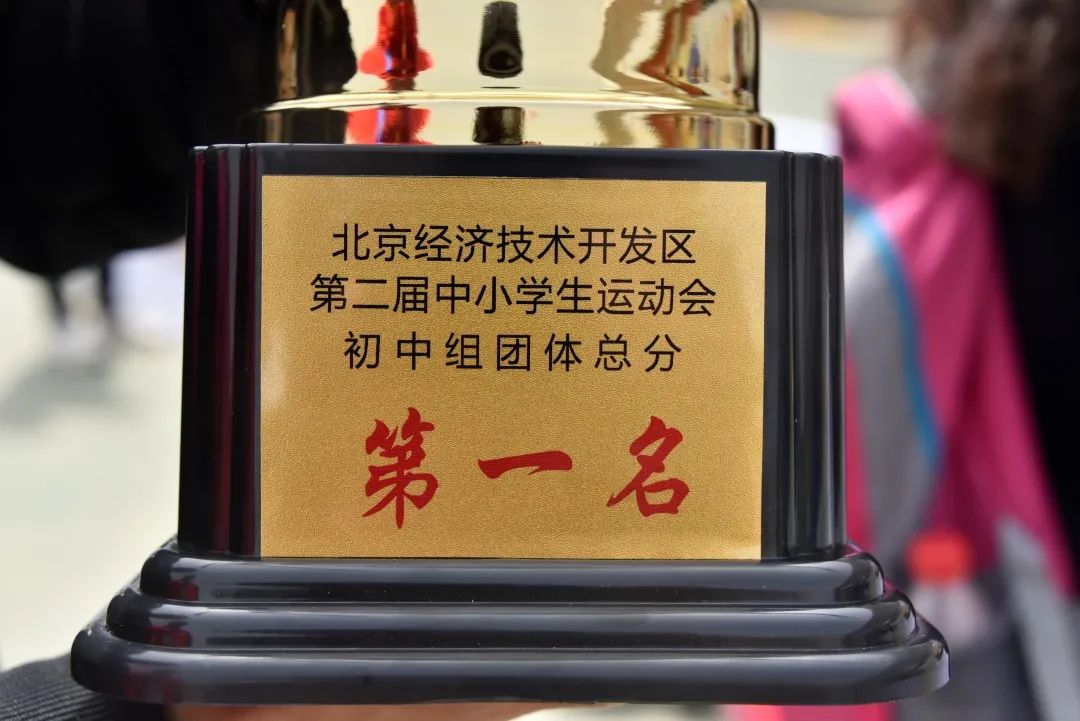 北京经济技术开发区
第二届中小学生运动会
初中组团体总分
第一名